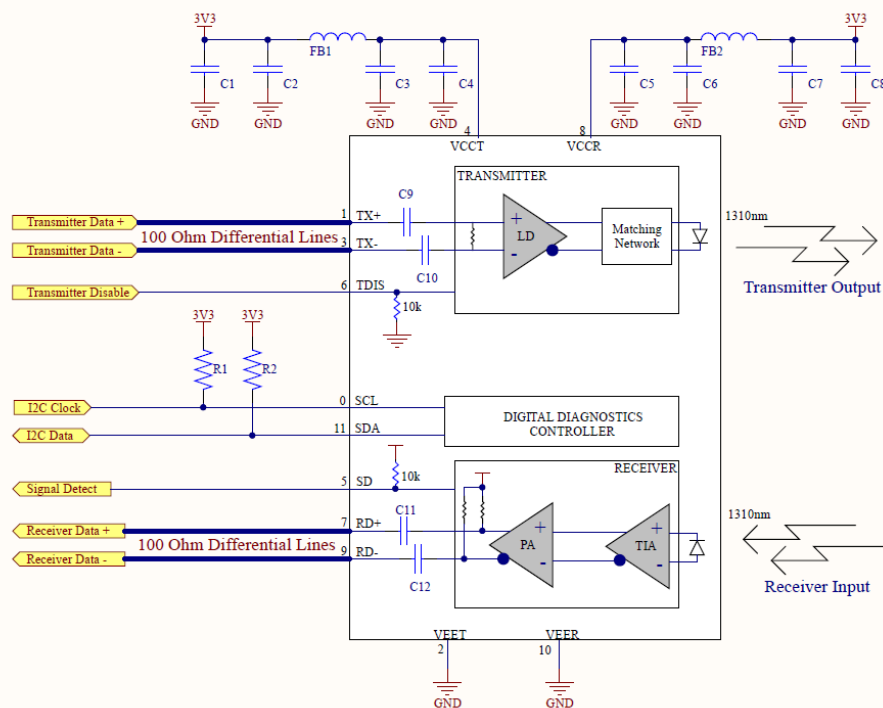 3V3
3V3
FB1
FB2
C1
C2
C3
C4
C5
C6
C7
C8
GND
GND
GND
GND
GND
GND
GND
GND
4
8
VCCT
VCCR
TRANSMITTER
C9
1310nm
Transmitter Data +
1
TX+
+
LD
-
Matching
Network
100 Ohm Differential Lines
Transmitter Data -
3
TX-
C10
Transmitter Output
Transmitter Disable
6
TDIS
10k
3V3
3V3
R1
R2
I2C Clock
0
SCL
DIGITAL DIAGNOSTICS
CONTROLLER
I2C Data
11
SDA
RECEIVER
Signal Detect
5
SD
10k
C11
1310nm
Receiver Data +
7
RD+
+
PA
-
+
TIA
-
100 Ohm Differential Lines
Receiver Data -
9
RD-
C12
Receiver Input
VEET
VEER
2
10
GND
GND